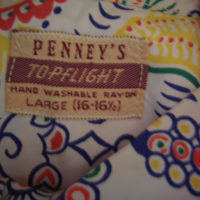 PENNEY'S
TOPFLIGHT
HAND WASHABLE RAYON
LARGE (16-16½)